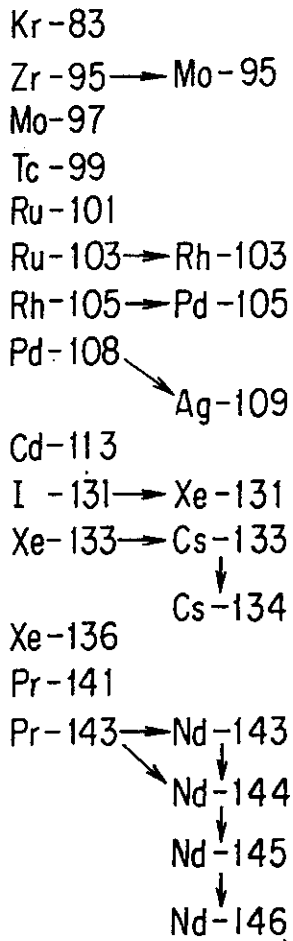 Kr-83
Zr-95→Mo-95
Mo-97
Tc-99
Ru-101
Ru-103→Rh-103
Rh-105→Pd-105
Pd-108
Ag-109
Cd-113
I -131→Xe-131
Xe-133→Cs-133
Cs-134
Xe-136
Pr-141
Pr-143→Nd-143
Nd-144
Nd-145
Nd-146